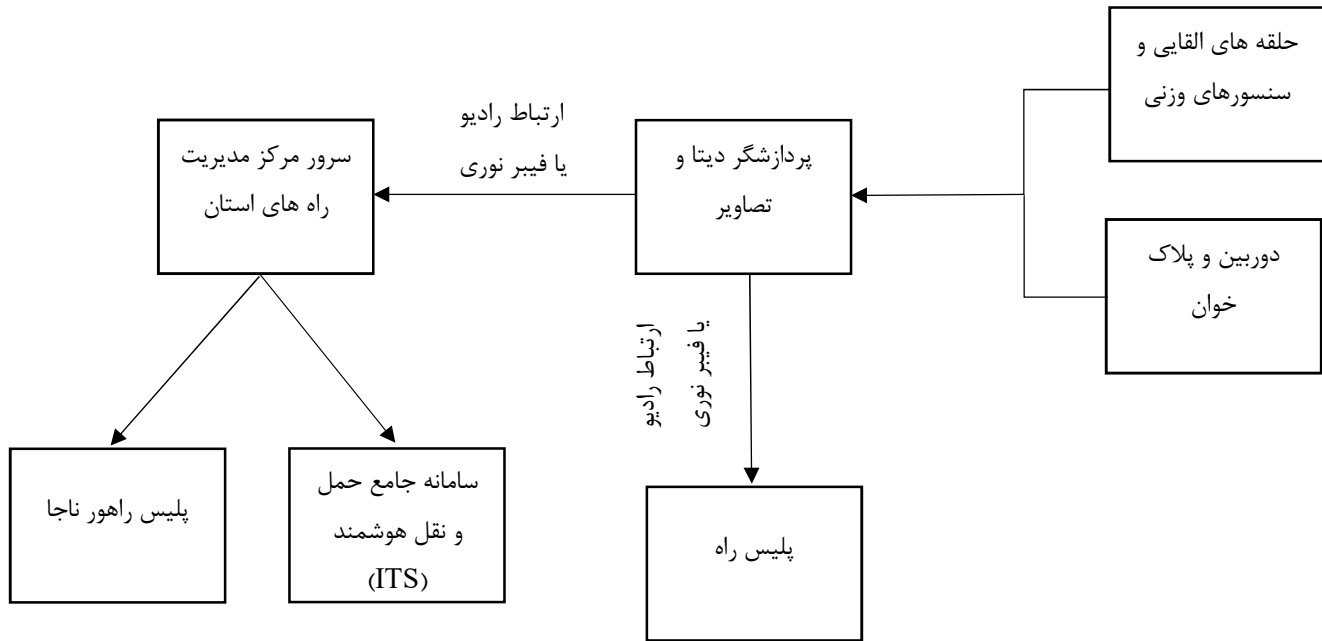 حلقه های القایی و
سنسورهای وزنی
دوربین و پلاک
خوان
پردازشگر دیتا و
تصاویر
ارتباط رادیو
یا فیبر نوری
سرور مرکز مدیریت
راه های استان
ارتباط رادیو
یا فیبر نوری
پلیس راه
سامانه جامع حمل
و نقل هوشمند
(ITS)
پلیس راهور ناجا